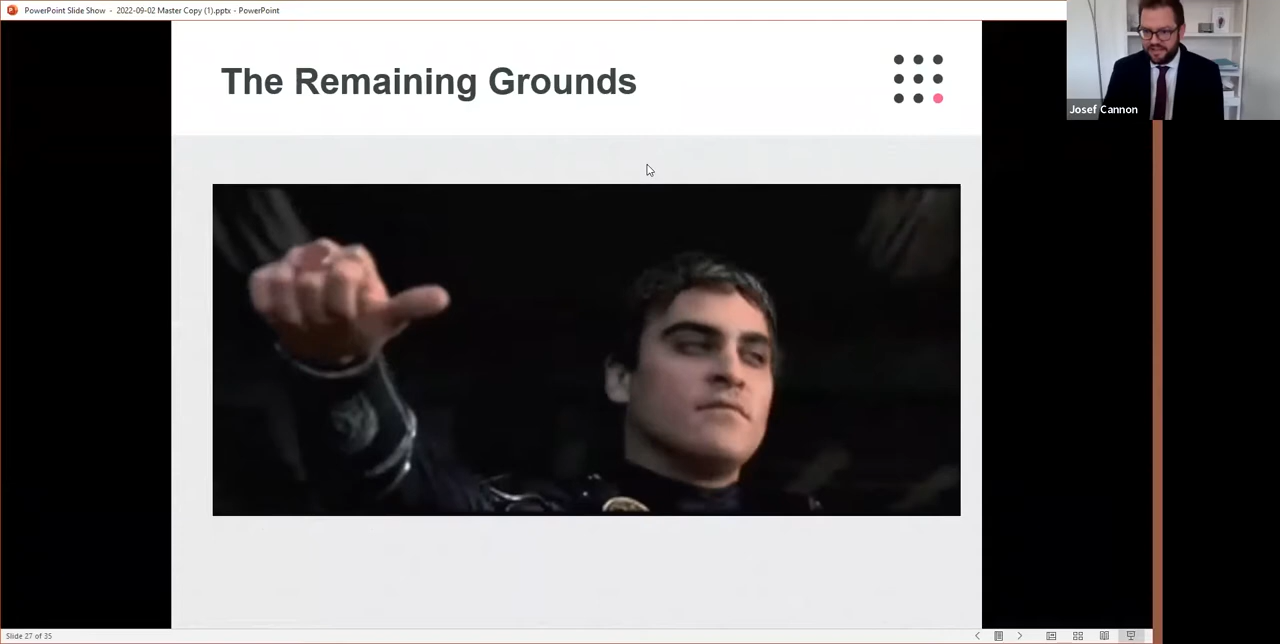 PowerPoint Slide Show - 2022-09-02 Master Copy (1).pptx - PowerPoint
Josef Cannon
The Remaining Grounds
Slide 27 of 35